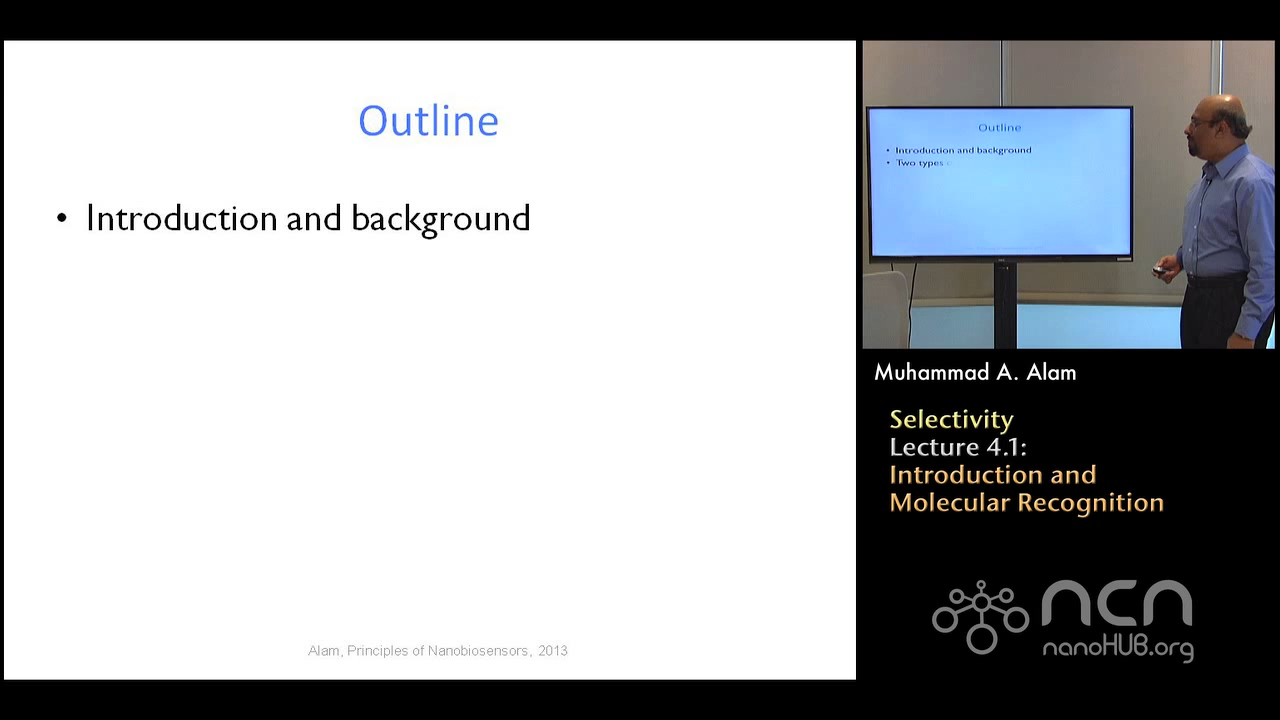 Outline
• Introduction and background
Alam, Principles of Nanobiosensors, 2013
Outline
• Introduction and background
• Two types
Muhammad A. Alam
Selectivity
Lecture 4.1:
Introduction and
Molecular Recognition
ncn
nanoHUB.org